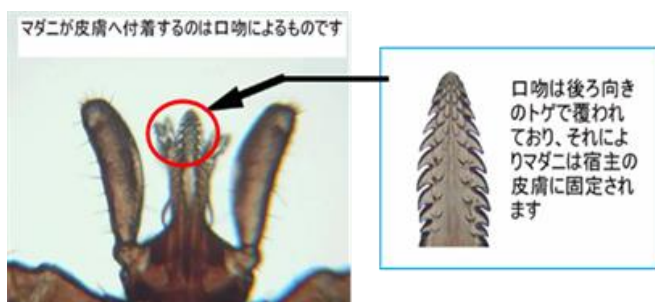 マダニが皮膚へ付着するのは口吻によるものです
口吻は後ろ向き
のトゲで覆われ
ており、それによ
りマダニは宿主の
皮膚に固定され
ます